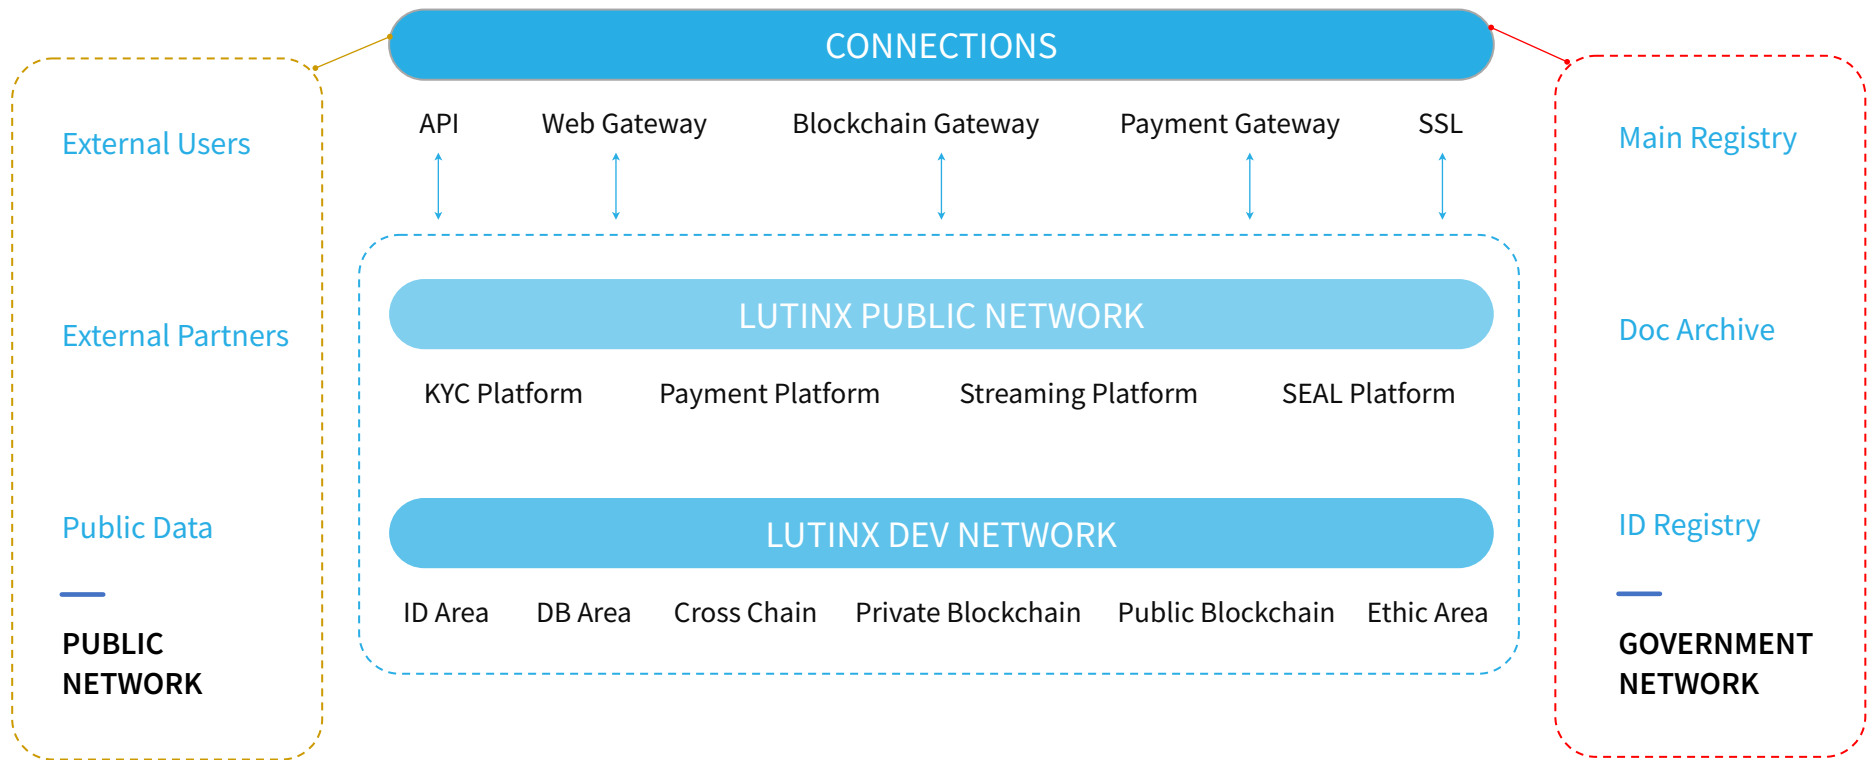 CONNECTIONS
API
Web Gateway
Blockchain Gateway
Payment Gateway
SSL
External Users
External Partners
Public Data
PUBLIC
NETWORK
LUTINX PUBLIC NETWORK
KYC Platform
Payment Platform
Streaming Platform
SEAL Platform
LUTINX DEV NETWORK
ID Area
DB Area
Cross Chain
Private Blockchain
Public Blockchain
Ethic Area
Main Registry
Doc Archive
ID Registry
GOVERNMENT
NETWORK